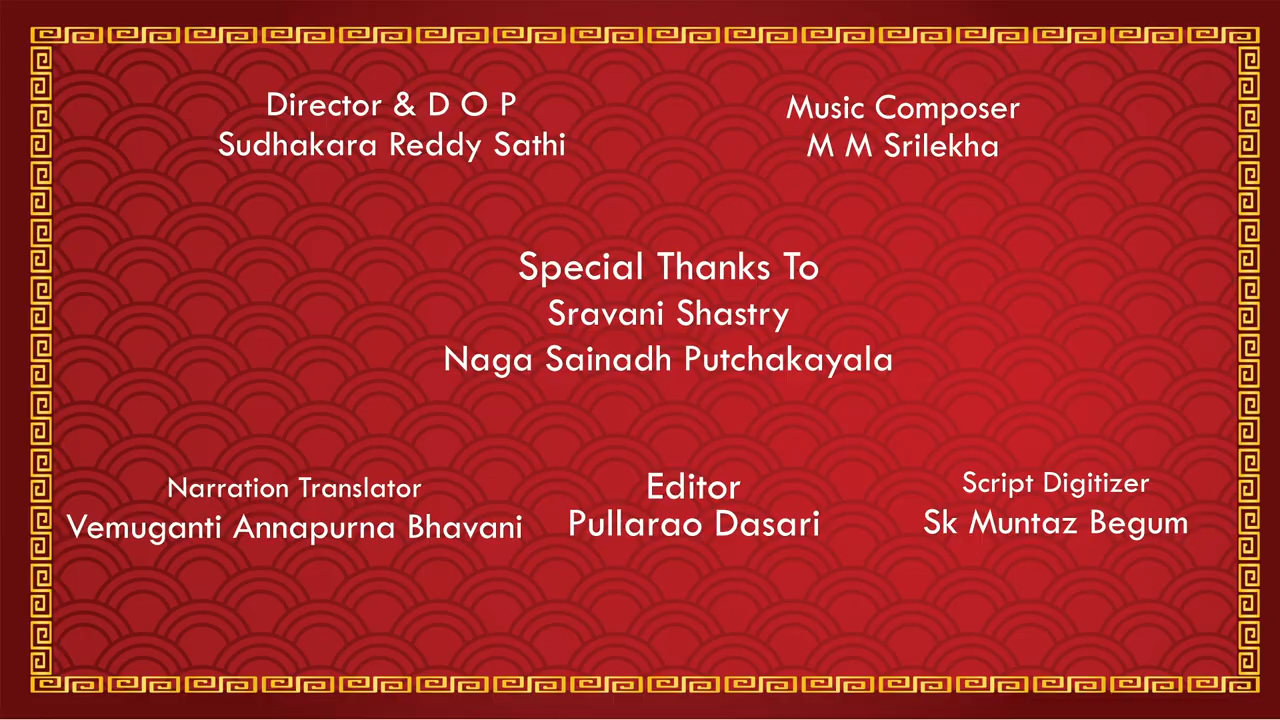 Director & D O P
Sudhakara Reddy Sathi
Music Composer
M M Srilekha
Special Thanks To
Sravani Shastry
Naga Sainadh Putchakayala
Narration Translator
Vemuganti Annapurna Bhavani
Editor
Pullarao Dasari
Script Digitizer
Sk Muntaz Begum